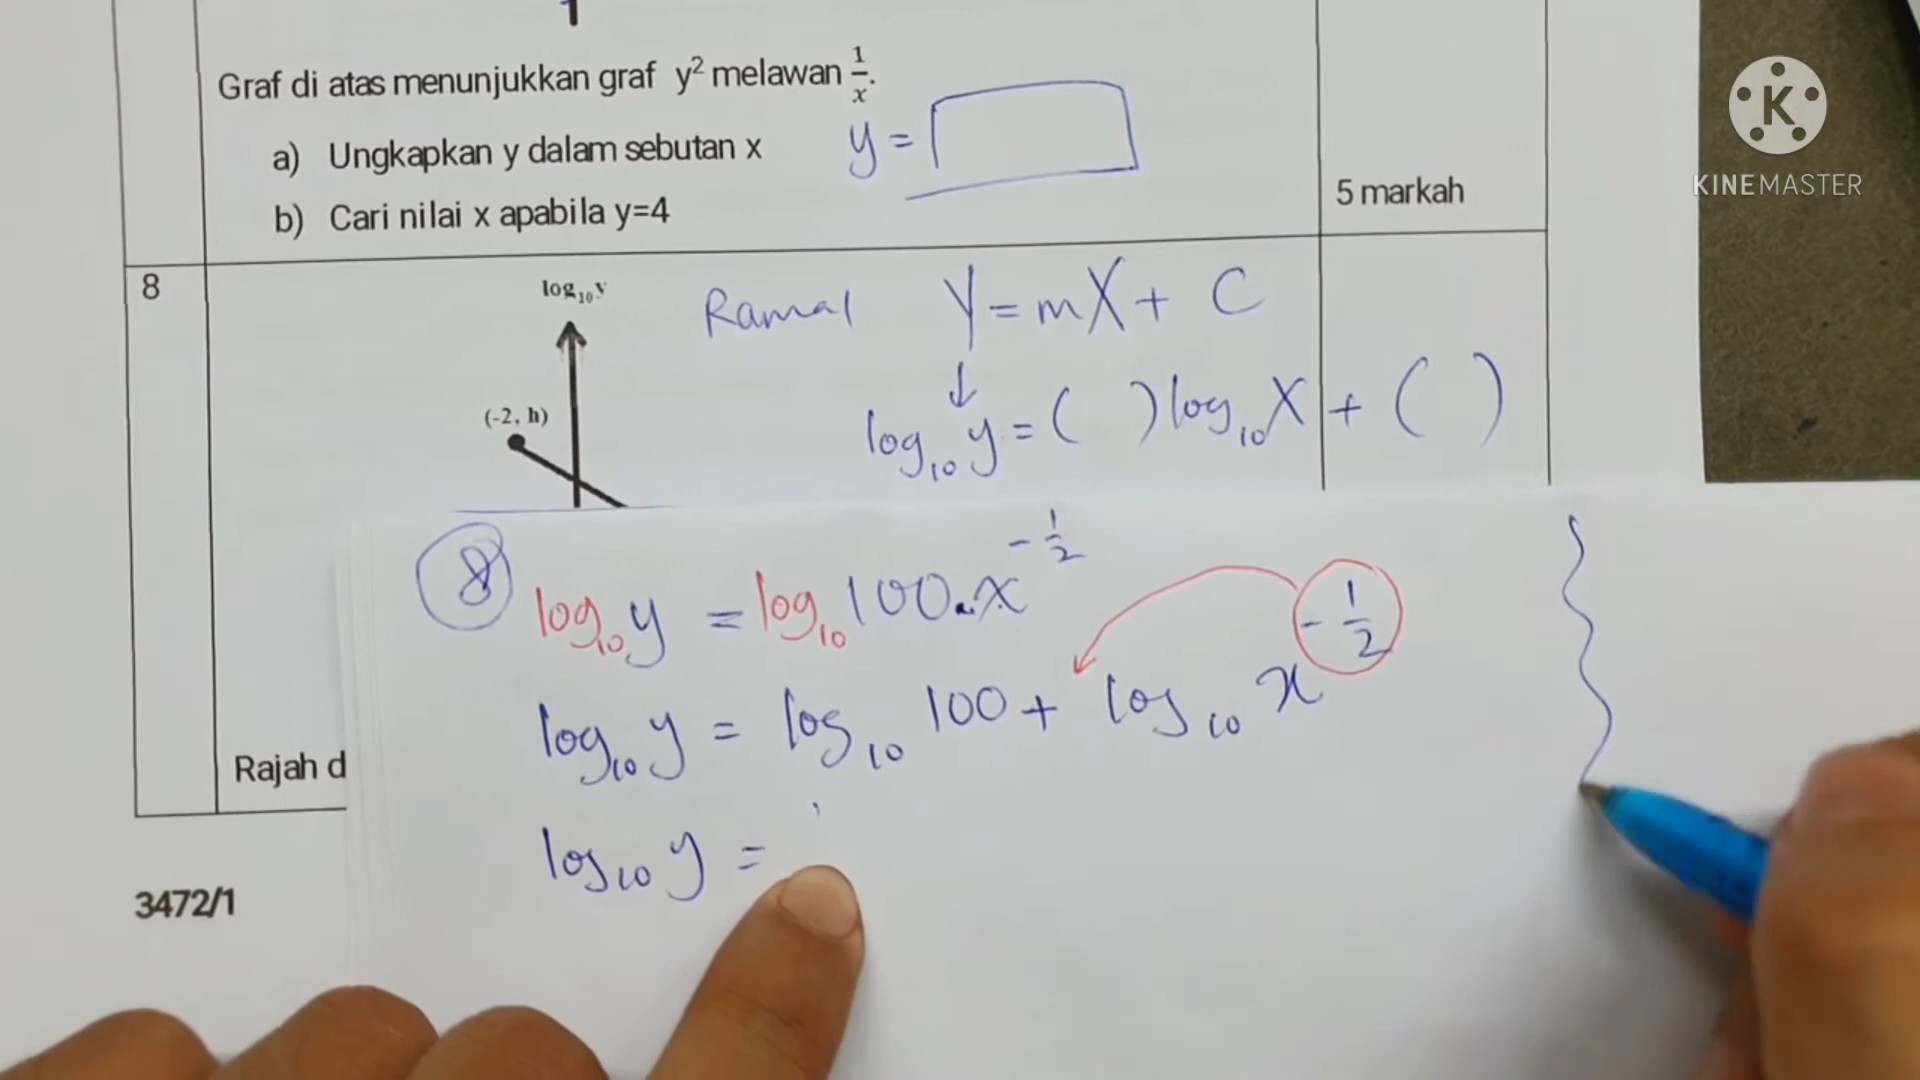 Graf di atas menunjukkan graf y² melawan 1/x.
a) Ungkapkan y dalam sebutan x
y =
b) Cari nilai x apabila y=4
5 markah
K
KINEMASTER
8
log₁₀y
Ramal Y = mX + C
↓
(-2, h)
log₁₀ y = ( ) log₁₀ X + ( )
⑧ log₁₀ y = log₁₀ 100.x^(-1/2)
log₁₀ y = log₁₀ 100 + log₁₀ x^(-1/2)
Rajah d
log₁₀ y =
3472/1